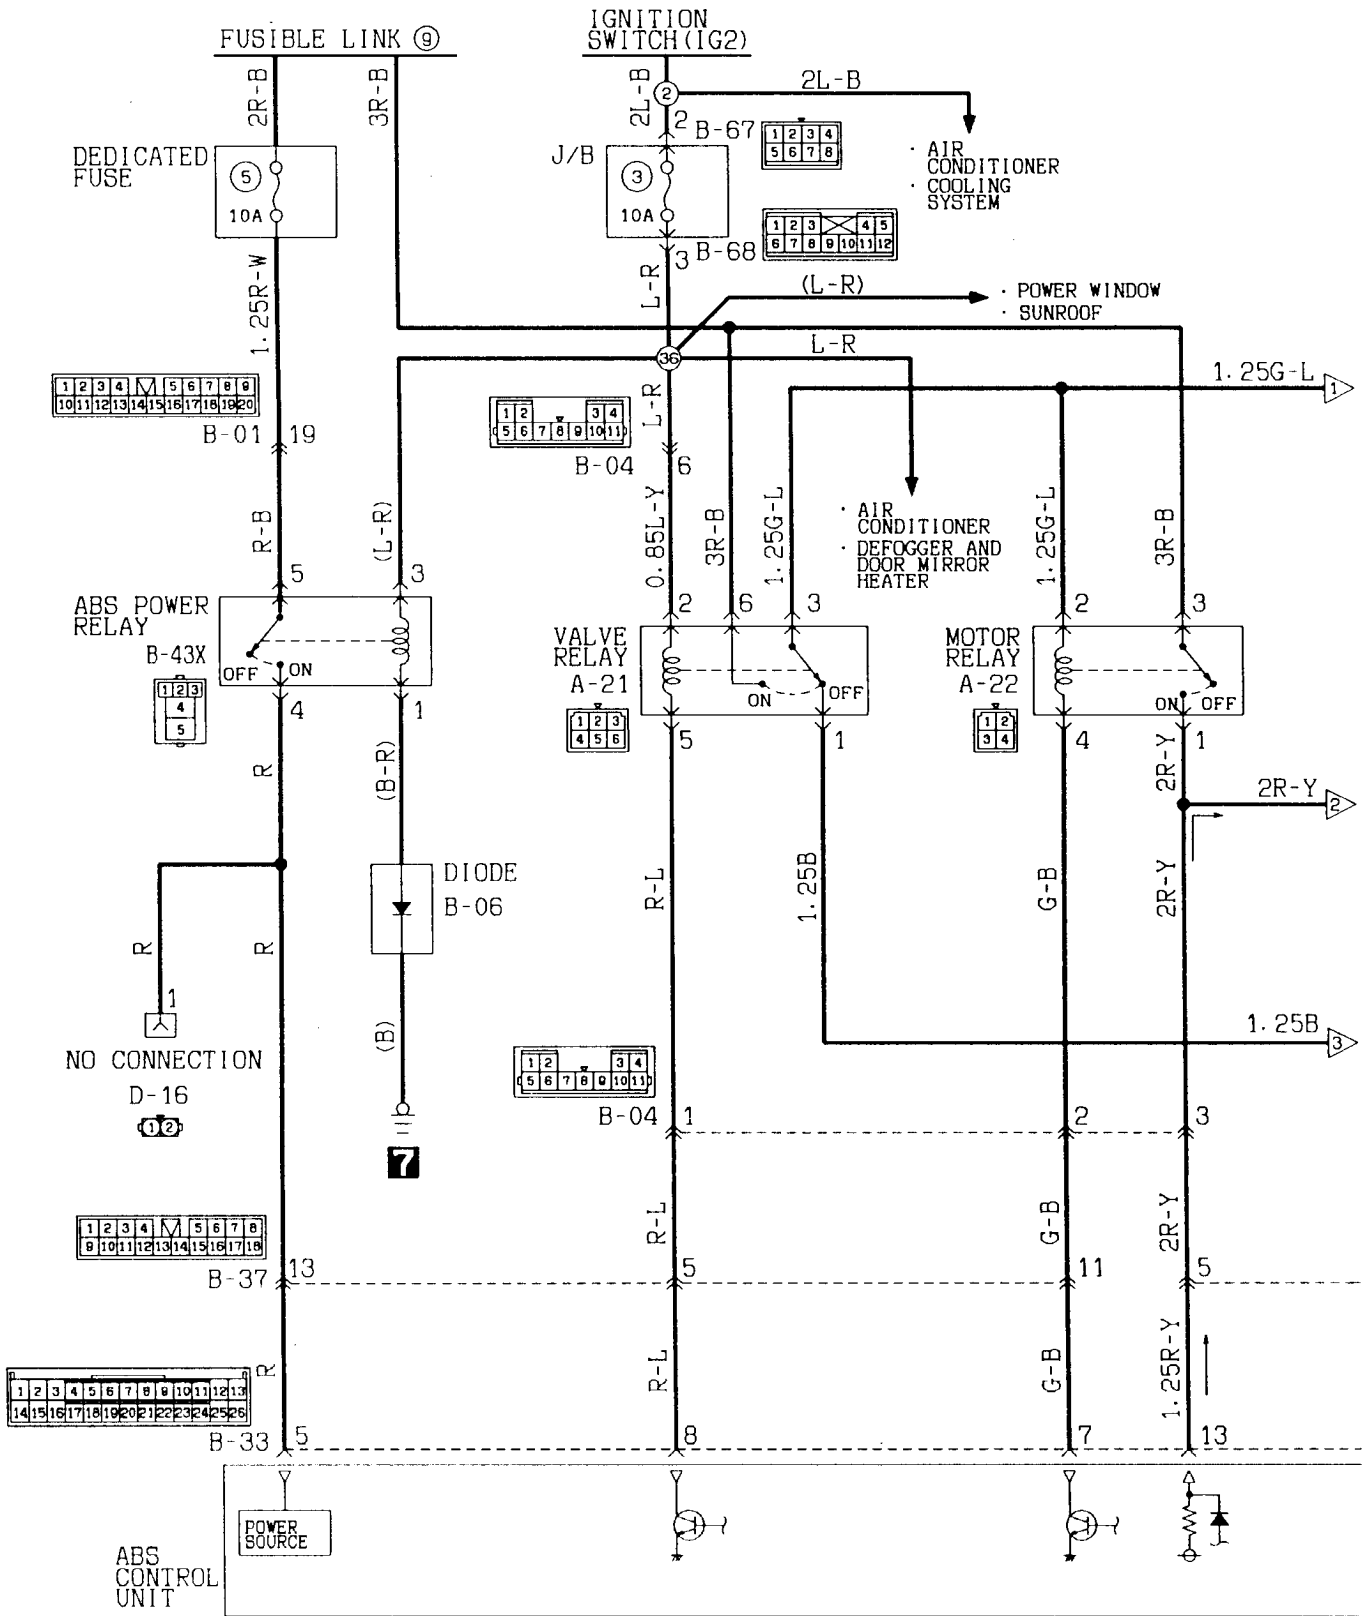 FUSIBLE LINK ⑨
IGNITION
SWITCH(IG2)
2R-B
3R-B
2L-B
2
2L-B
2
B-67
1 2 3 4
5 6 7 8
· AIR
CONDITIONER
· COOLING
SYSTEM
DEDICATED
FUSE
5
10A
J/B
3
10A
1 2 3 4 5
6 7 8 9 10 11 12
B-68
3
1.25R-W
L-R
(L-R)
· POWER WINDOW
· SUNROOF
36
L-R
1.25G-L
1
1 2 3 4 5 6 7 8 9
10 11 12 13 14 15 16 17 18 19 20
B-01
19
L-R
1 2 3 4
5 6 7 8 9 10 11
B-04
6
R-B
(L-R)
0.85L-Y
3R-B
1.25G-L
· AIR
CONDITIONER
· DEFOGGER AND
DOOR MIRROR
HEATER
1.25G-L
3R-B
5
3
2
6
3
2
3
ABS POWER
RELAY
B-43X
OFF
ON
1 2 3
4
5
4
1
VALVE
RELAY
A-21
ON
OFF
1 2 3
4 5 6
5
1
MOTOR
RELAY
A-22
ON
OFF
1 2
3 4
4
1
R
(B-R)
2R-Y
2R-Y
2
DIODE
B-06
R
R
R-L
1.25B
G-B
2R-Y
1
NO CONNECTION
D-16
1 2
(B)
7
1.25B
3
1 2 3 4
5 6 7 8 9 10 11
B-04
1
2
3
1 2 3 4 5 6 7 8
9 10 11 12 13 14 15 16 17 18
R-L
G-B
2R-Y
B-37
13
5
11
5
R
R-L
G-B
1.25R-Y
1 2 3 4 5 6 7 8 9 10 11 12 13
14 15 16 17 18 19 20 21 22 23 24 25 26
B-33
5
8
7
13
POWER
SOURCE
ABS
CONTROL
UNIT